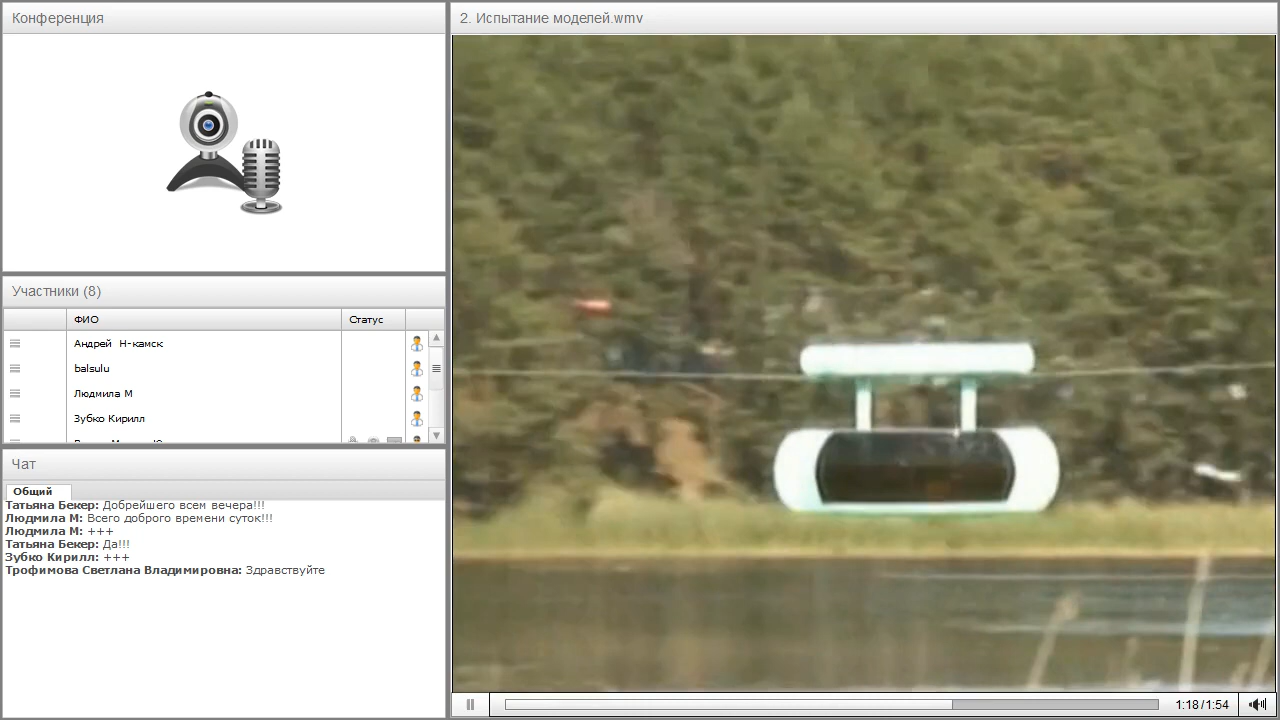 Конференция
2. Испытание моделей.wmv
Участники (8)
ФИО Статус
Андрей Н-камск
balsulu
Людмила М
Зубко Кирилл
Чат
Общий
Татьяна Бекер: Добрейшего всем вечера!!!
Людмила М: Всего доброго времени суток!!!
Людмила М: +++
Татьяна Бекер: Да!!!
Зубко Кирилл: +++
Трофимова Светлана Владимировна: Здравствуйте
1:18/1:54